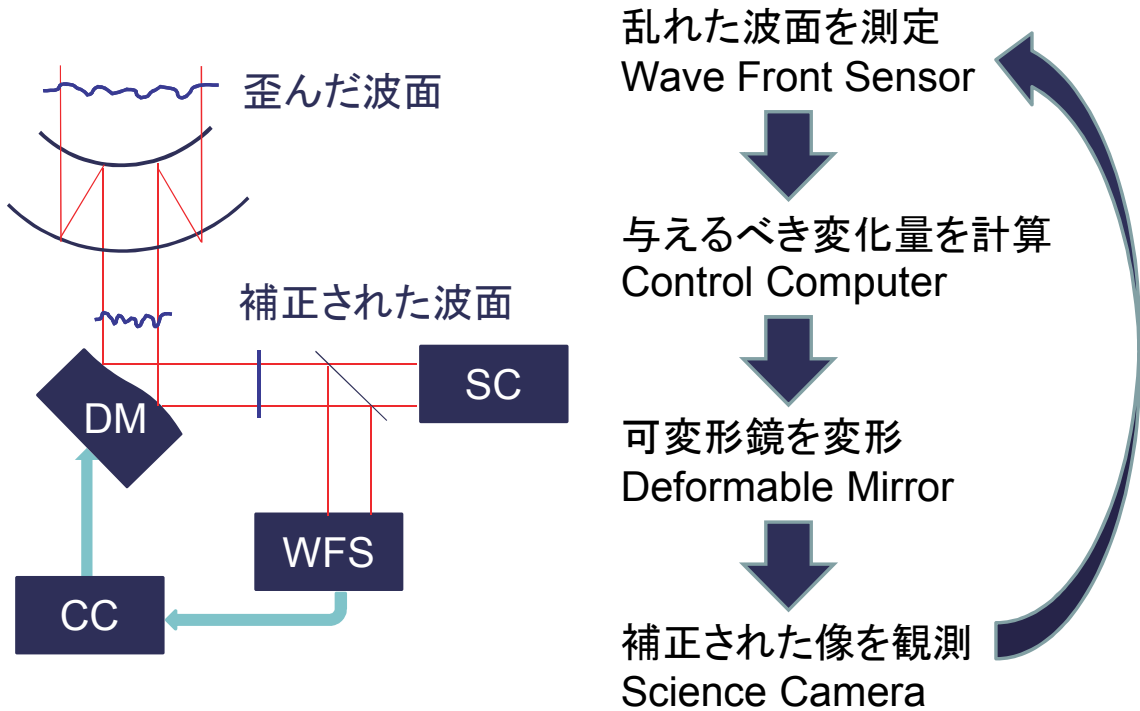 歪んだ波面
補正された波面
DM
SC
WFS
CC
乱れた波面を測定
Wave Front Sensor
与えるべき変化量を計算
Control Computer
可変形鏡を変形
Deformable Mirror
補正された像を観測
Science Camera